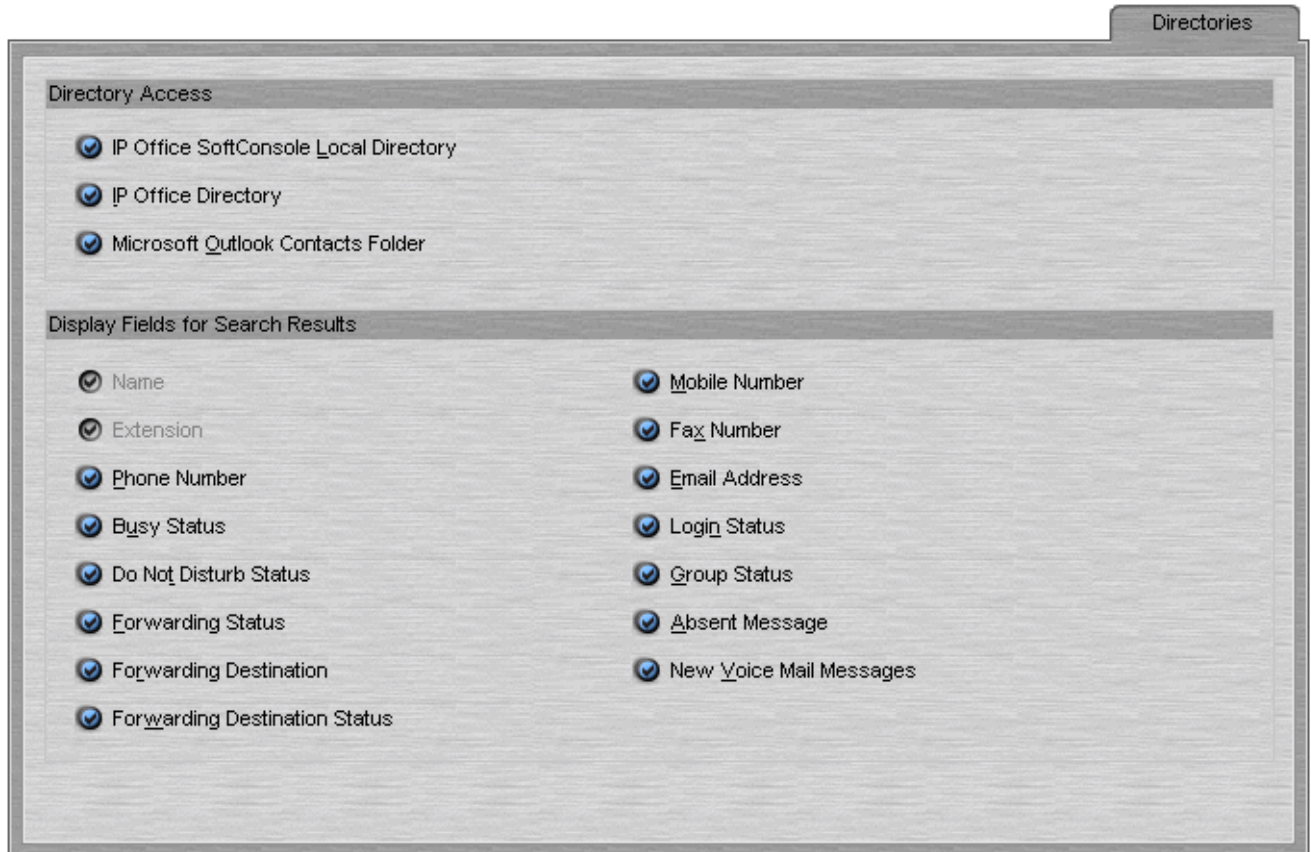 Directories
Directory Access
IP Office SoftConsole Local Directory
IP Office Directory
Microsoft Outlook Contacts Folder
Display Fields for Search Results
Name
Extension
Phone Number
Busy Status
Do Not Disturb Status
Forwarding Status
Forwarding Destination
Forwarding Destination Status
Mobile Number
Fax Number
Email Address
Login Status
Group Status
Absent Message
New Voice Mail Messages